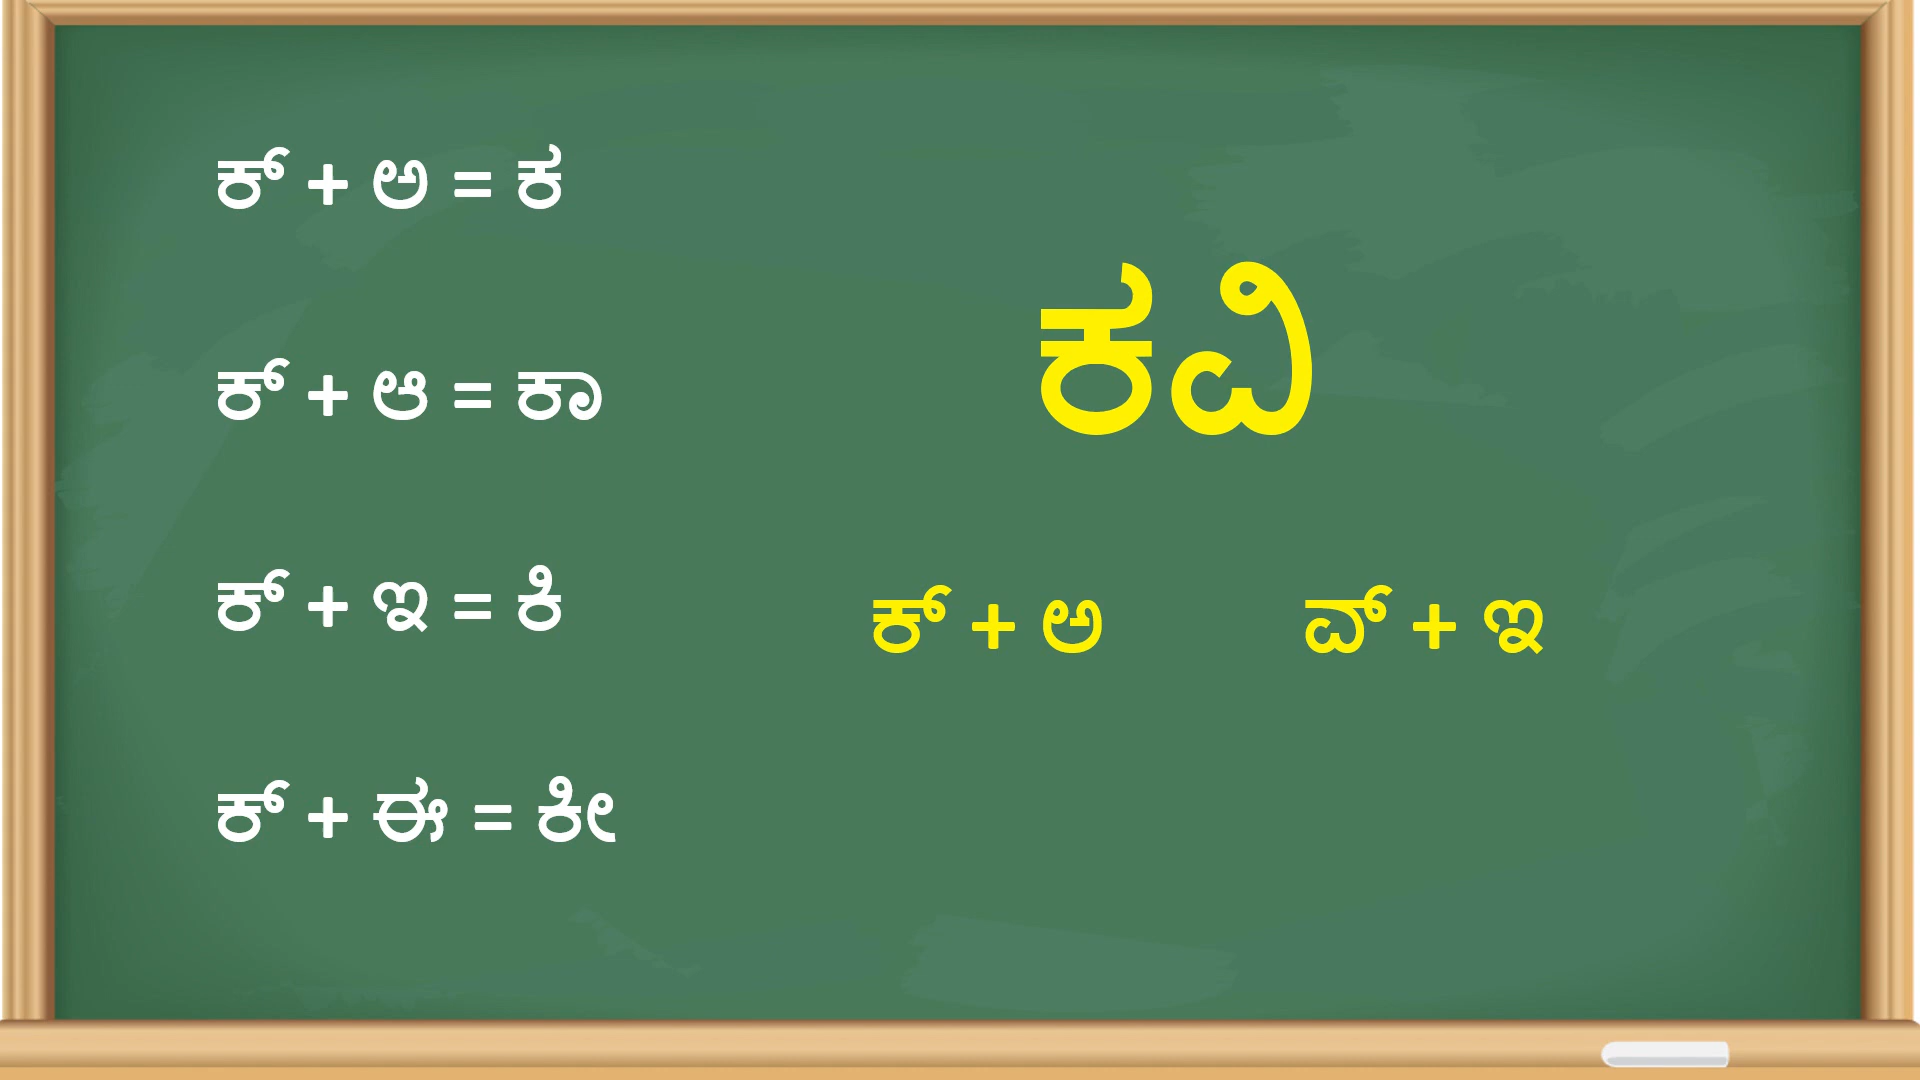 ಕ್ + ಅ = ಕ
ಕ್ + ಆ = ಕಾ
ಕ್ + ಇ = ಕಿ
ಕ್ + ಈ = ಕೀ
ಕವಿ
ಕ್ + ಅ ವ್ + ಇ